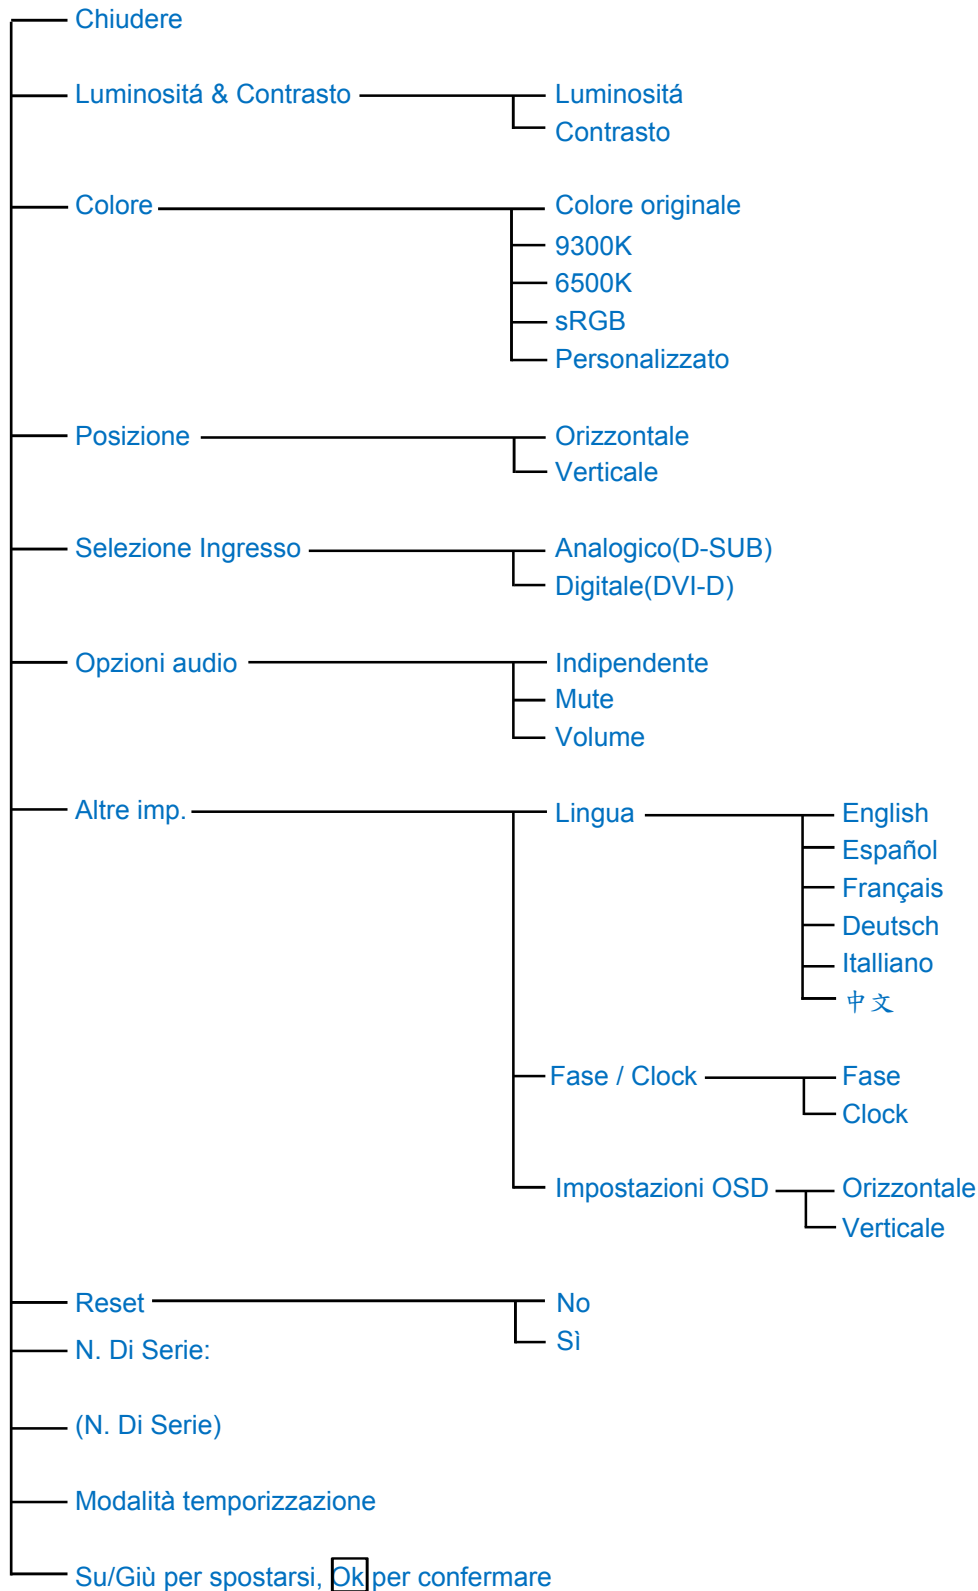 Chiudere
Luminositá & Contrasto Luminositá
Contrasto
Colore Colore originale
9300K
6500K
sRGB
Personalizzato
Posizione Orizzontale
Verticale
Selezione Ingresso Analogico(D-SUB)
Digitale(DVI-D)
Opzioni audio Indipendente
Mute
Volume
Altre imp. Lingua English
Español
Français
Deutsch
Italliano
中文
Fase / Clock Fase
Clock
Impostazioni OSD Orizzontale
Verticale
Reset No
Sì
N. Di Serie:
(N. Di Serie)
Modalità temporizzazione
Su/Giù per spostarsi, Ok per confermare